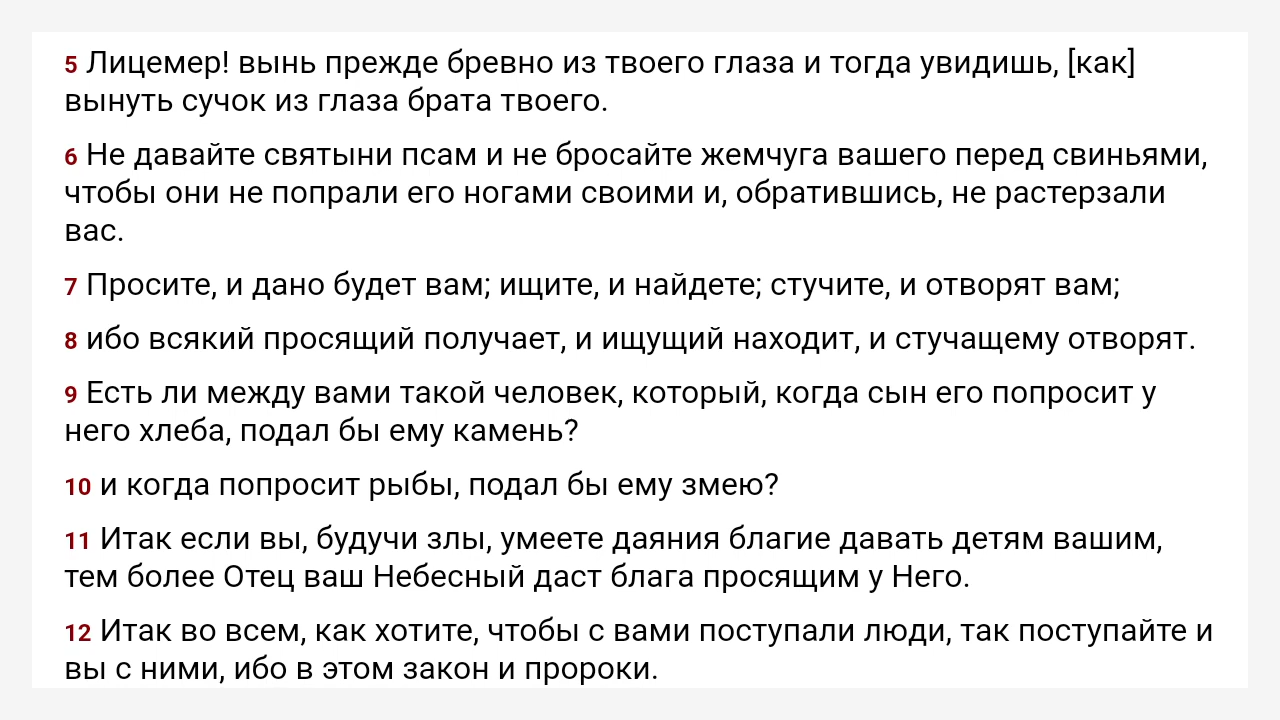 5 Лицемер! вынь прежде бревно из твоего глаза и тогда увидишь, [как]
вынуть сучок из глаза брата твоего.
6 Не давайте святыни псам и не бросайте жемчуга вашего перед свиньями,
чтобы они не попрали его ногами своими и, обратившись, не растерзали
вас.
7 Просите, и дано будет вам; ищите, и найдете; стучите, и отворят вам;
8 ибо всякий просящий получает, и ищущий находит, и стучащему отворят.
9 Есть ли между вами такой человек, который, когда сын его попросит у
него хлеба, подал бы ему камень?
10 и когда попросит рыбы, подал бы ему змею?
11 Итак если вы, будучи злы, умеете даяния благие давать детям вашим,
тем более Отец ваш Небесный даст блага просящим у Него.
12 Итак во всем, как хотите, чтобы с вами поступали люди, так поступайте и
вы с ними, ибо в этом закон и пророки.